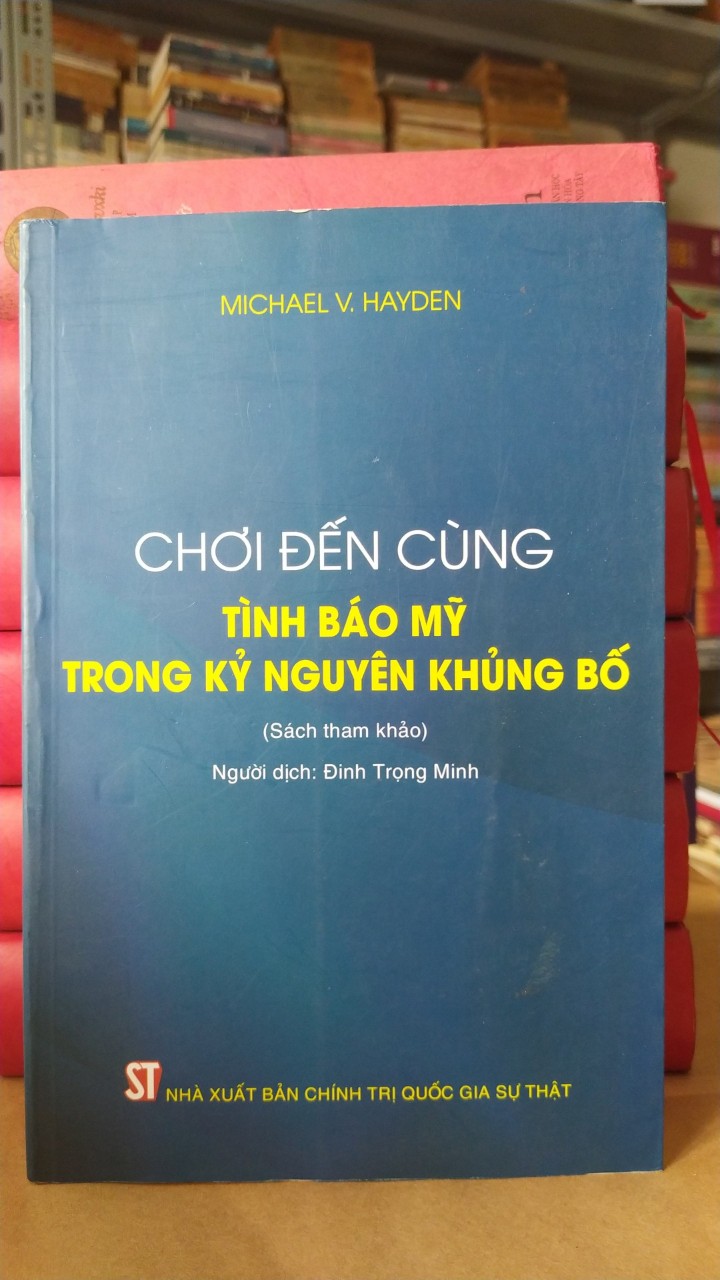 MICHAEL V. HAYDEN
CHƠI ĐẾN CÙNG
TÌNH BÁO MỸ
TRONG KỶ NGUYÊN KHỦNG BỐ
(Sách tham khảo)
Người dịch: Đinh Trọng Minh
ST NHÀ XUẤT BẢN CHÍNH TRỊ QUỐC GIA SỰ THẬT